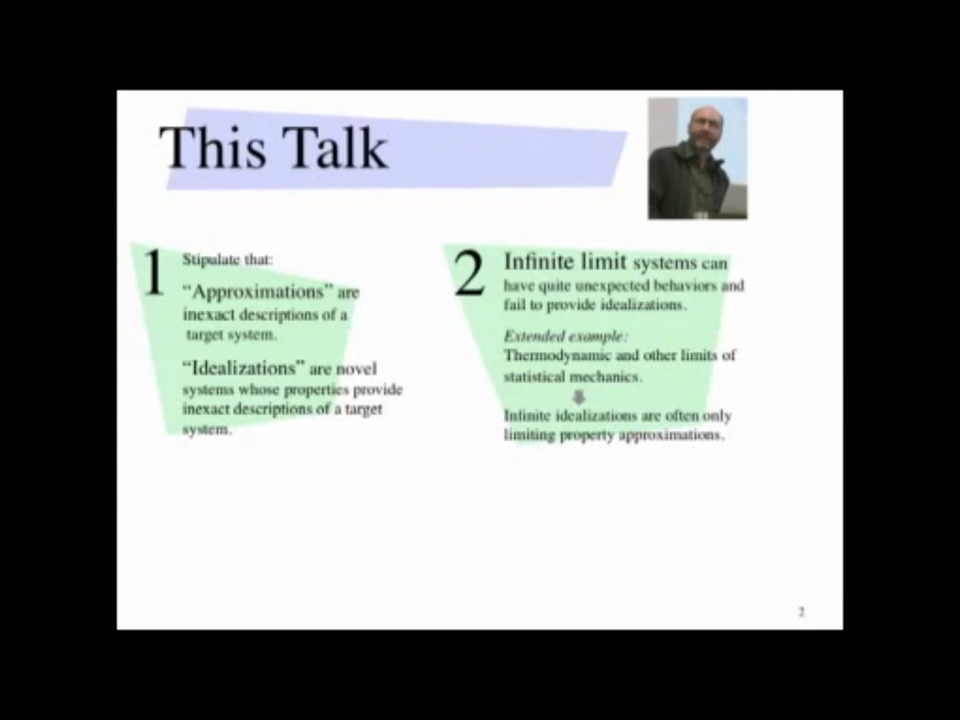 This Talk
1
Stipulate that:
“Approximations” are
inexact descriptions of a
target system.
“Idealizations” are novel
systems whose properties provide
inexact descriptions of a target
system.
2
Infinite limit systems can
have quite unexpected behaviors and
fail to provide idealizations.
Extended example:
Thermodynamic and other limits of
statistical mechanics.
Infinite idealizations are often only
limiting property approximations.
2